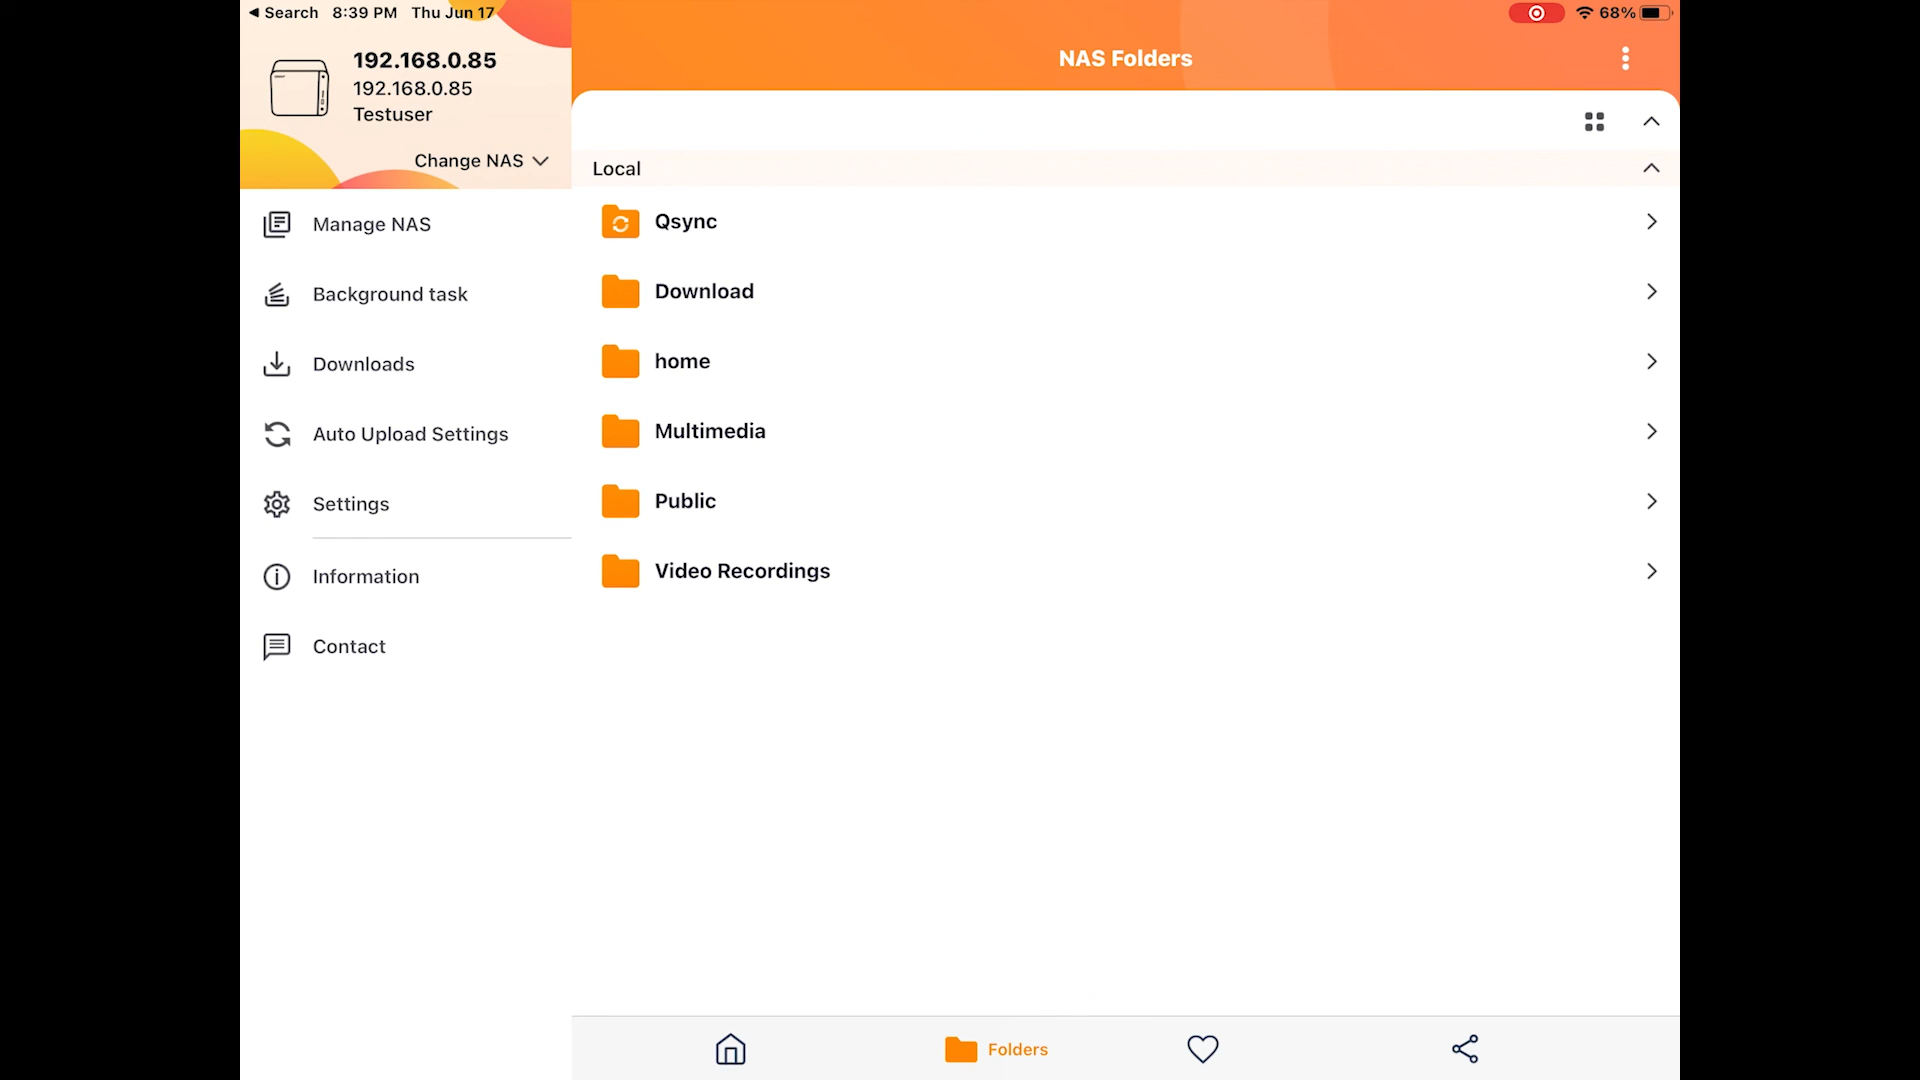 Search 8:39 PM Thu Jun 17
68%
192.168.0.85
192.168.0.85
Testuser
Change NAS
Manage NAS
Background task
Downloads
Auto Upload Settings
Settings
Information
Contact
NAS Folders
Local
Qsync
Download
home
Multimedia
Public
Video Recordings
Folders